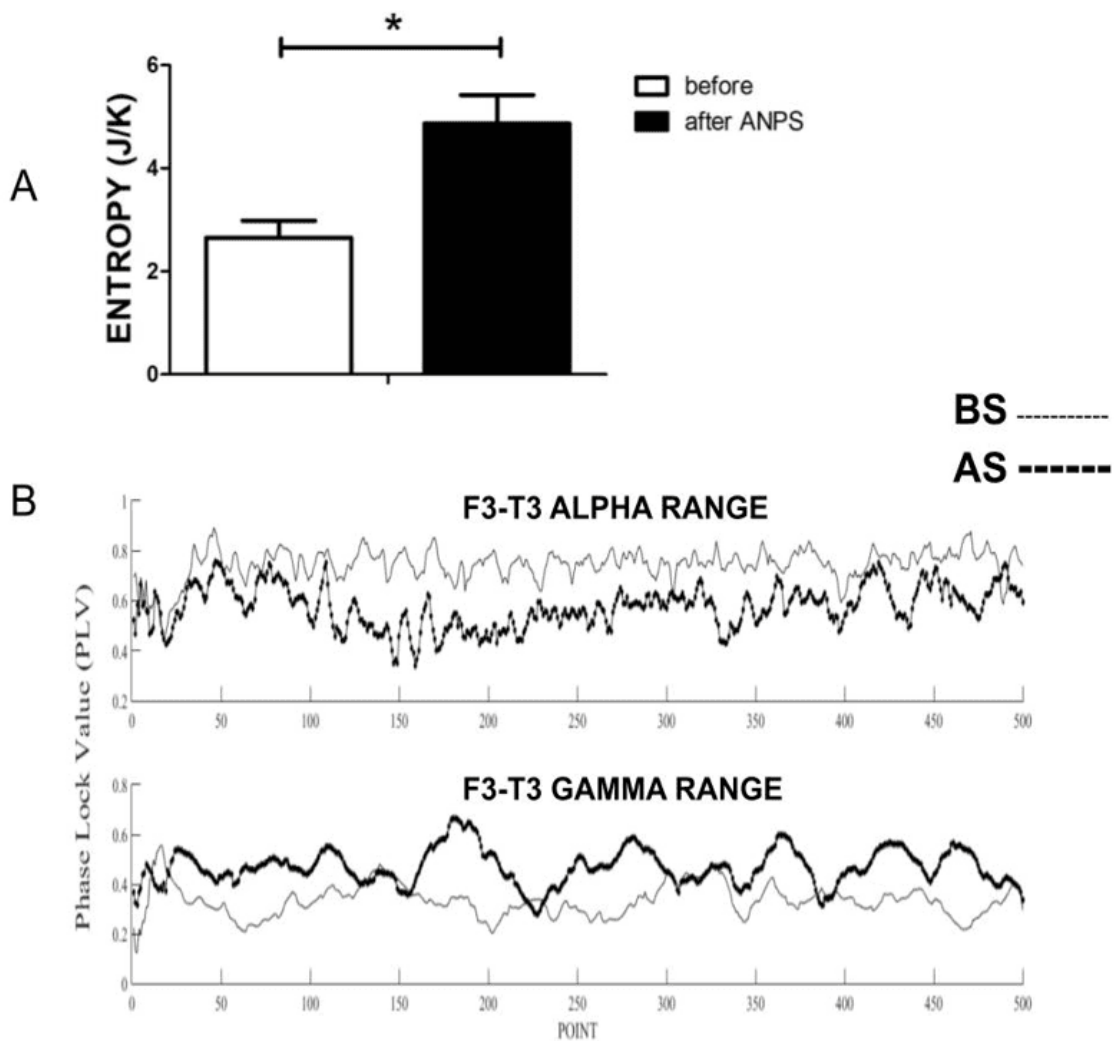 *
6
4
2
0
ENTROPY (J/K)
before
after ANPS
A
BS
AS
B
F3-T3 ALPHA RANGE
1
0.8
0.6
0.4
0.2
0 50 100 150 200 250 300 350 400 450 500
Phase Lock Value (PLV)
F3-T3 GAMMA RANGE
0.8
0.6
0.4
0.2
0
0 50 100 150 200 250 300 350 400 450 500
POINT